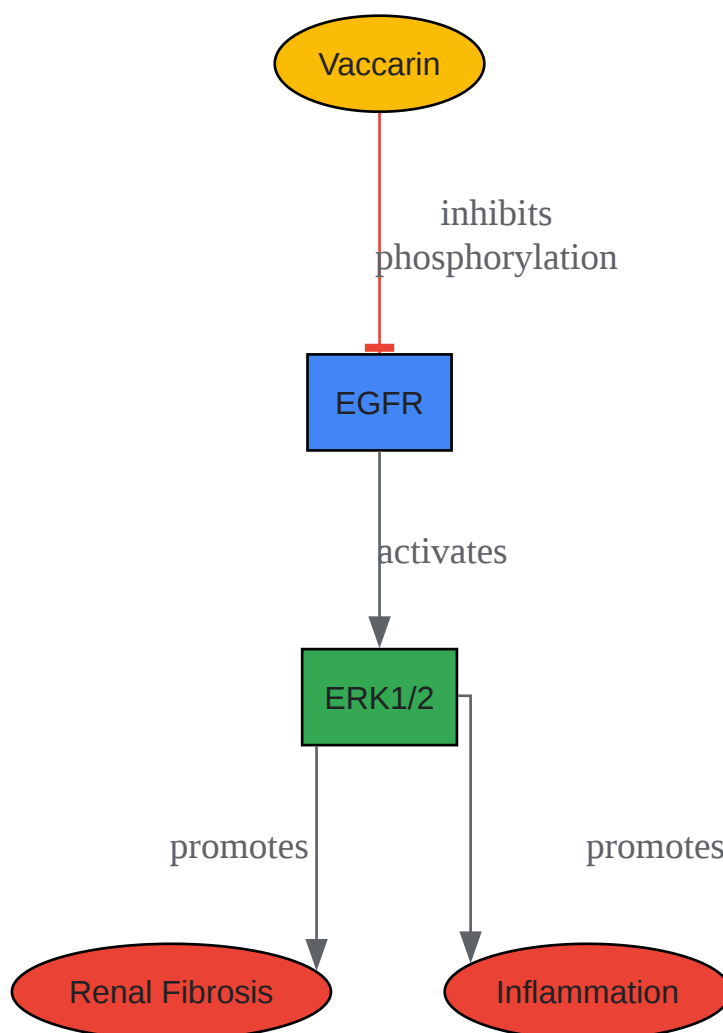 Vaccarin
inhibits
phosphorylation
EGFR
activates
ERK1/2
promotes
promotes
Renal Fibrosis
Inflammation